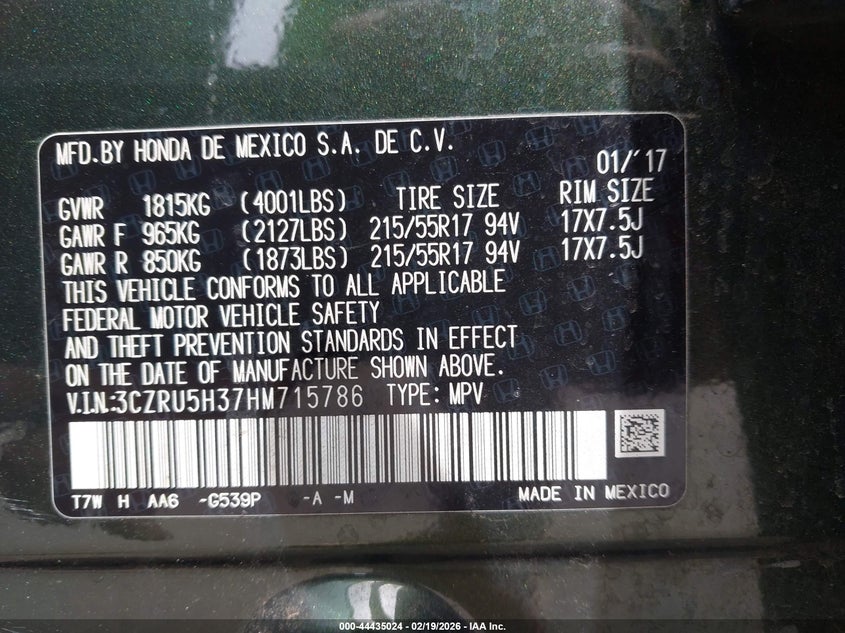 MFD.BY HONDA DE MEXICO S.A. DE C.V.
01/'17
GVWR 1815KG (4001LBS) TIRE SIZE RIM SIZE
GAWR F 965KG (2127LBS) 215/55R17 94V 17X7.5J
GAWR R 850KG (1873LBS) 215/55R17 94V 17X7.5J
THIS VEHICLE CONFORMS TO ALL APPLICABLE
FEDERAL MOTOR VEHICLE SAFETY
AND THEFT PREVENTION STANDARDS IN EFFECT
ON THE DATE OF MANUFACTURE SHOWN ABOVE.
V.I.N.:3CZRU5H37HM715786 TYPE: MPV
T7W H AA6 -G539P -A -M MADE IN MEXICO
000-44435024 - 02/19/2026 - IAA Inc.